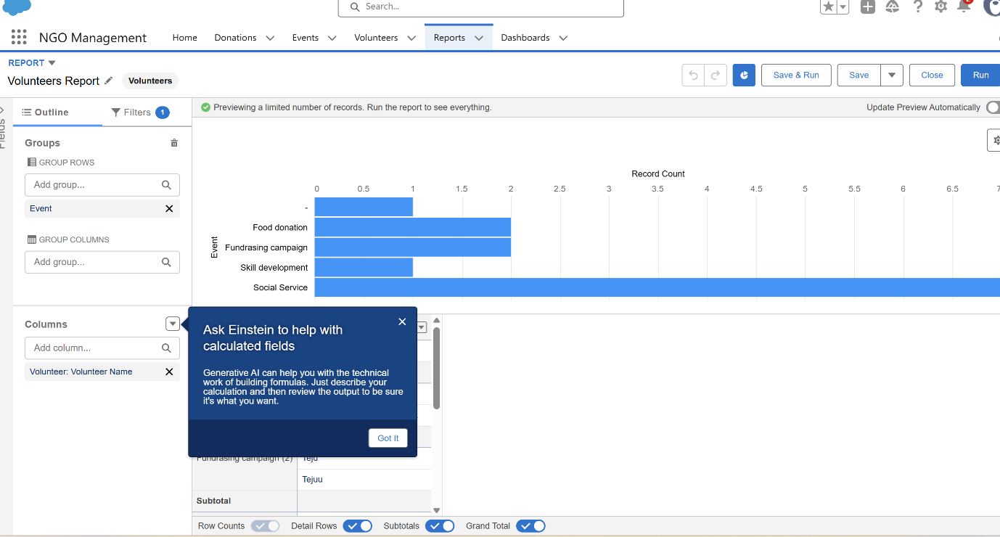 Search...
2
NGO Management
Home
Donations
Events
Volunteers
Reports
Dashboards
REPORT
Volunteers Report
Volunteers
Save & Run
Save
Close
Run
Fields
Outline
Filters
1
Previewing a limited number of records. Run the report to see everything.
Update Preview Automatically
Groups
GROUP ROWS
Add group...
Event
GROUP COLUMNS
Add group...
Record Count
0 0.5 1 1.5 2 2.5 3 3.5 4 4.5 5 5.5 6 6.5 7
Event
-
Food donation
Fundrasing campaign
Skill development
Social Service
Columns
Add column...
Volunteer: Volunteer Name
Ask Einstein to help with
calculated fields
Generative AI can help you with the technical
work of building formulas. Just describe your
calculation and then review the output to be sure
it's what you want.
Got It
Fundrasing campaign (2)
Teju
Tejuu
Subtotal
Row Counts
Detail Rows
Subtotals
Grand Total